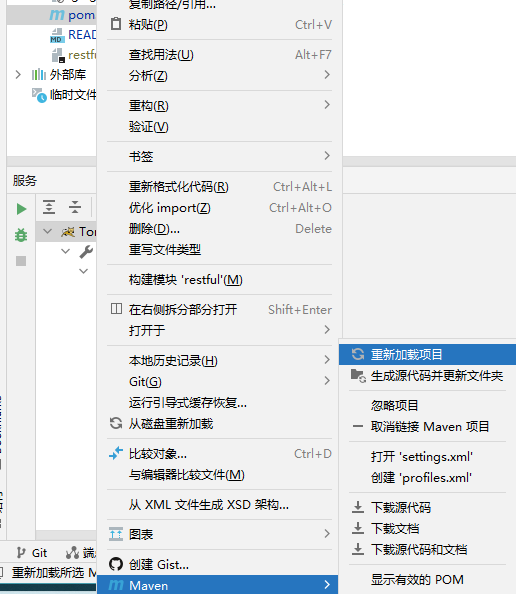 复制路径/引用...
pom
粘贴(P) Ctrl+V
READ
查找用法(U) Alt+F7
restfu
分析(Z)
外部库
临时文件
重构(R)
验证(V)
书签
服务
重新格式化代码(R) Ctrl+Alt+L
优化 import(Z) Ctrl+Alt+O
删除(D)... Delete
Tom
重写文件类型
构建模块 'restful'(M)
在右侧拆分部分打开 Shift+Enter
打开于
本地历史记录(H)
Git(G)
运行引导式缓存恢复...
从磁盘重新加载
比较对象... Ctrl+D
与编辑器比较文件(M)
从 XML 文件生成 XSD 架构...
图表
创建 Gist...
Maven
重新加载项目
生成源代码并更新文件夹
忽略项目
取消链接 Maven 项目
打开 'settings.xml'
创建 'profiles.xml'
下载源代码
下载文档
下载源代码和文档
显示有效的 POM
Git
重新加载所选 M